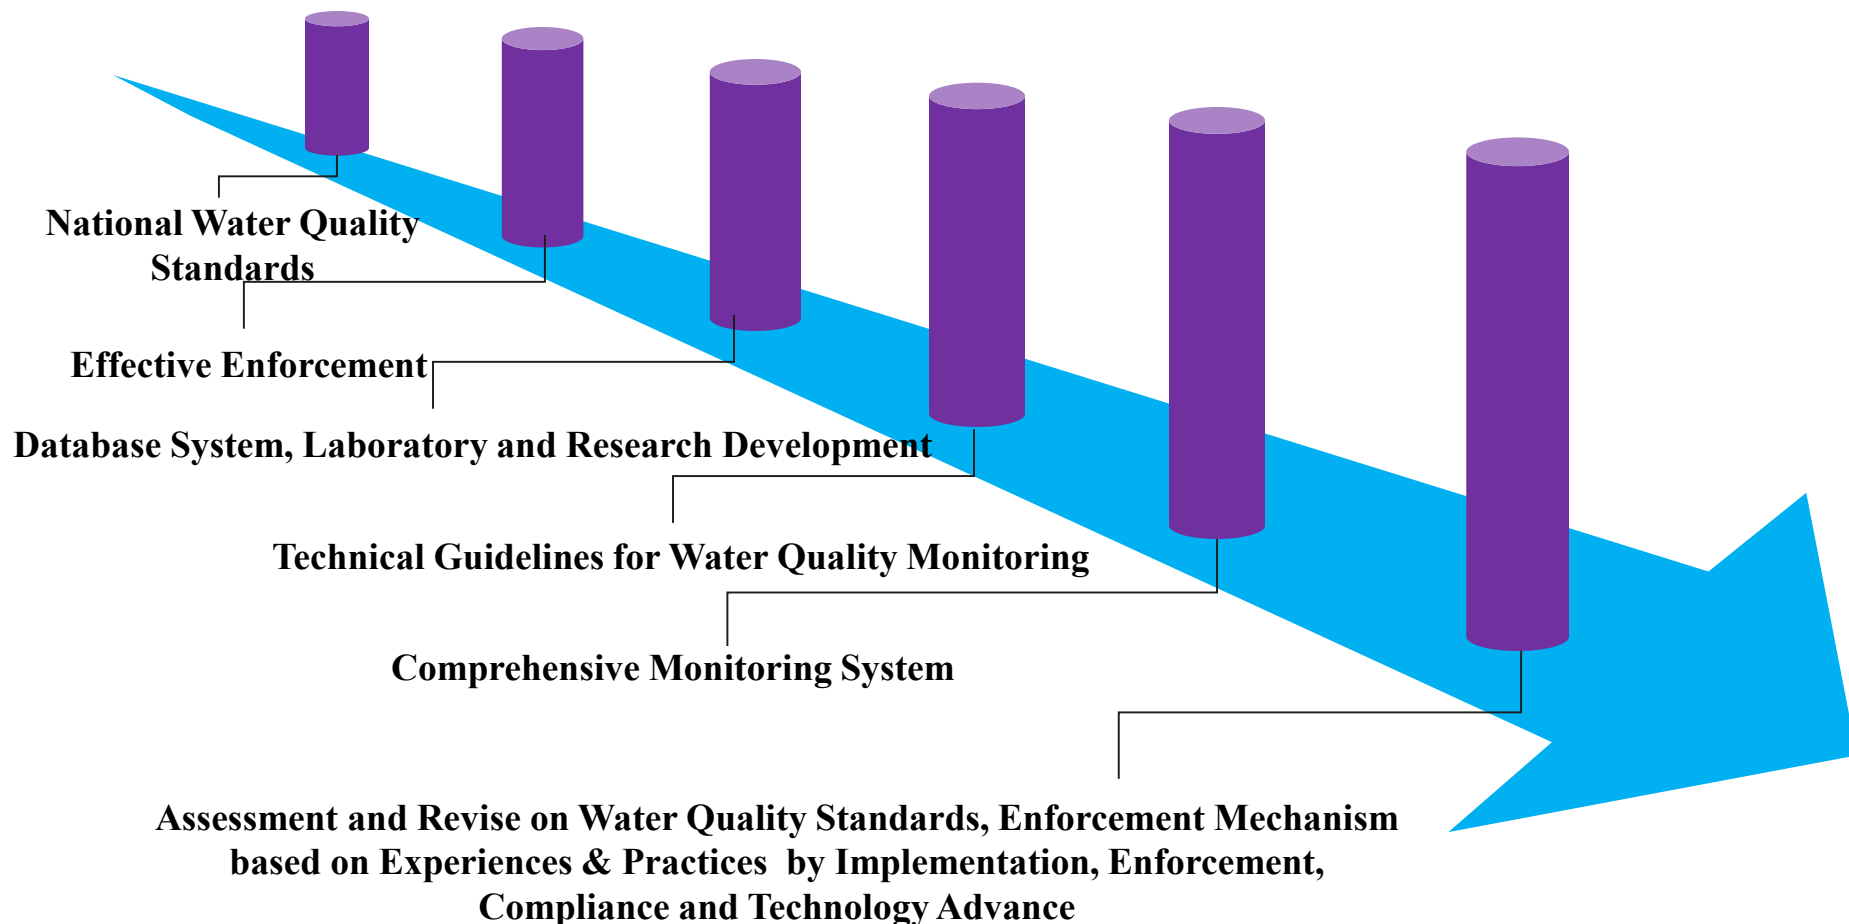 National Water Quality
Standards
Effective Enforcement
Database System, Laboratory and Research Development
Technical Guidelines for Water Quality Monitoring
Comprehensive Monitoring System
Assessment and Revise on Water Quality Standards, Enforcement Mechanism
based on Experiences & Practices  by Implementation, Enforcement,
Compliance and Technology Advance